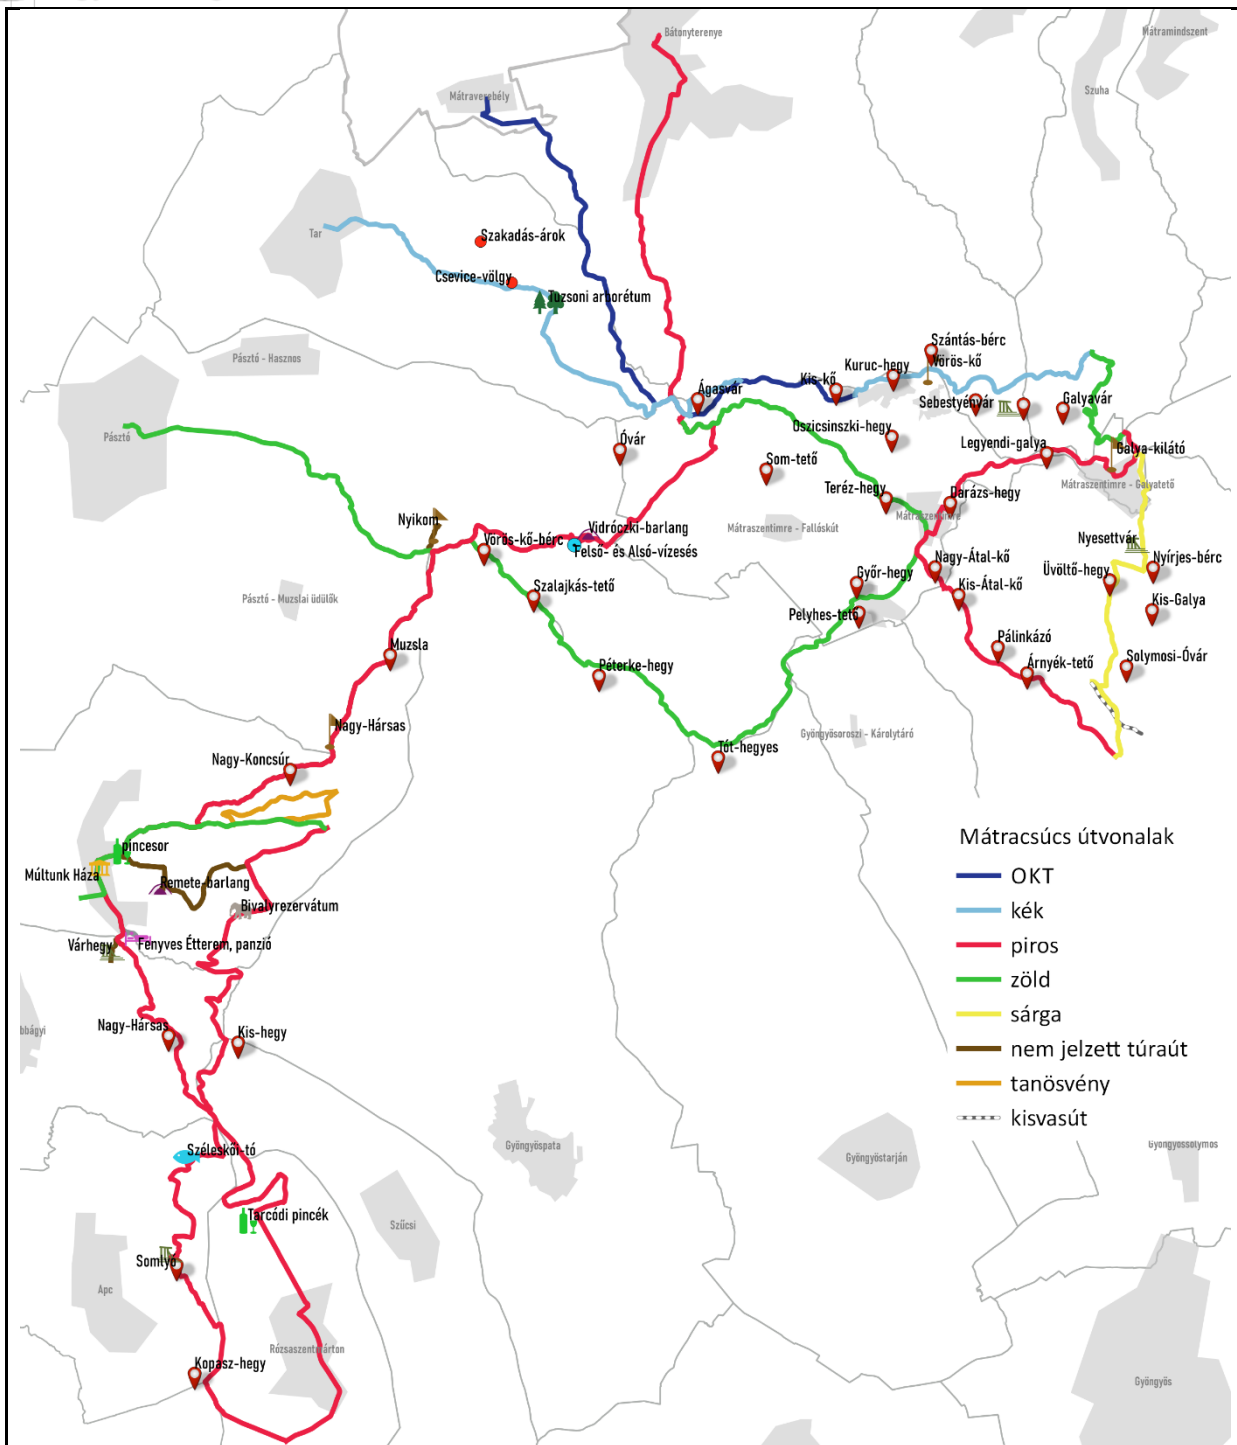 Bátonyterenye
Mátramindszent
Mátraverebély
Szuha
Tar
Szakadás-árok
Csevice-völgy
Tuzsoni arborétum
Pásztó - Hasznos
Szántás-bérc
Vörös-kő
Kuruc-hegy
Kis-kő
Ágasvár
Sebestyénvár
Galyavár
Pásztó
Óvár
Oszicsinszki-hegy
Legyendi-galya
Galya-kilátó
Som-tető
Teréz-hegy
Darázs-hegy
Mátraszentimre - Galyatető
Nyikom
Vidróczki-barlang
Mátraszentimre - Fallóskút
Mátraszentimre
Vörös-kő-bérc
Felső- és Alsó-vízesés
Nyesettvár
Nagy-Átal-kő
Nyírjes-bérc
Győr-hegy
Üvöltő-hegy
Szalajkás-tető
Kis-Átal-kő
Pásztó - Muzslai üdülők
Kis-Galya
Pelyhes-tető
Pálinkázó
Muzsla
Péterke-hegy
Árnyék-tető
Solymosi-Óvár
Nagy-Hársas
Gyöngyösoroszi - Károlytáró
Tót-hegyes
Nagy-Koncsúr
pincesor
Múltunk Háza
Remete-barlang
Bivalyrezervátum
Várhegy
Fenyves Étterem, panzió
Nagy-Hársas
Kis-hegy
bbágyi
Mátracsúcs útvonalak
OKT
kék
piros
zöld
sárga
nem jelzett túraút
tanösvény
kisvasút
Széleskői-tó
Gyöngyöspata
Gyöngyöstarján
Gyöngyössolymos
Tarcódi pincék
Szűcsi
Somlyó
Apc
Rózsaszentmárton
Kopasz-hegy
Gyöngyös